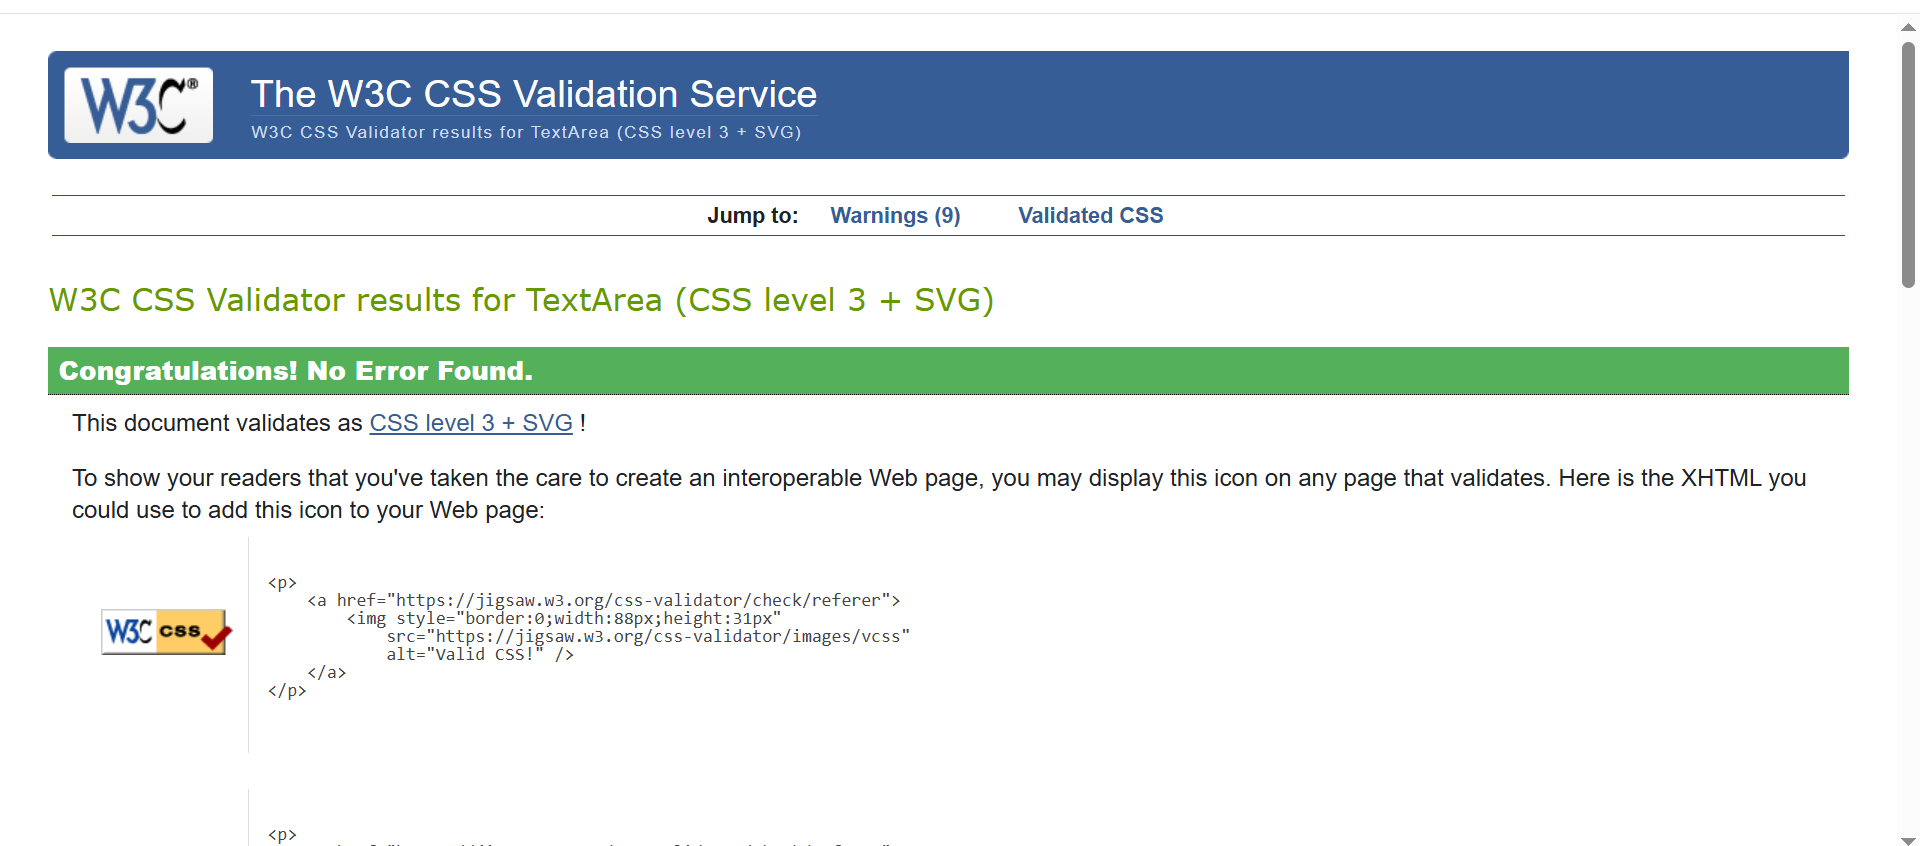 W3C®
The W3C CSS Validation Service
W3C CSS Validator results for TextArea (CSS level 3 + SVG)
Jump to: Warnings (9) Validated CSS
W3C CSS Validator results for TextArea (CSS level 3 + SVG)
Congratulations! No Error Found.
This document validates as CSS level 3 + SVG !
To show your readers that you've taken the care to create an interoperable Web page, you may display this icon on any page that validates. Here is the XHTML you
could use to add this icon to your Web page:
W3C CSS
<p>
    <a href="https://jigsaw.w3.org/css-validator/check/referer">
        <img style="border:0;width:88px;height:31px"
            src="https://jigsaw.w3.org/css-validator/images/vcss"
            alt="Valid CSS!" />
    </a>
</p>
<p>